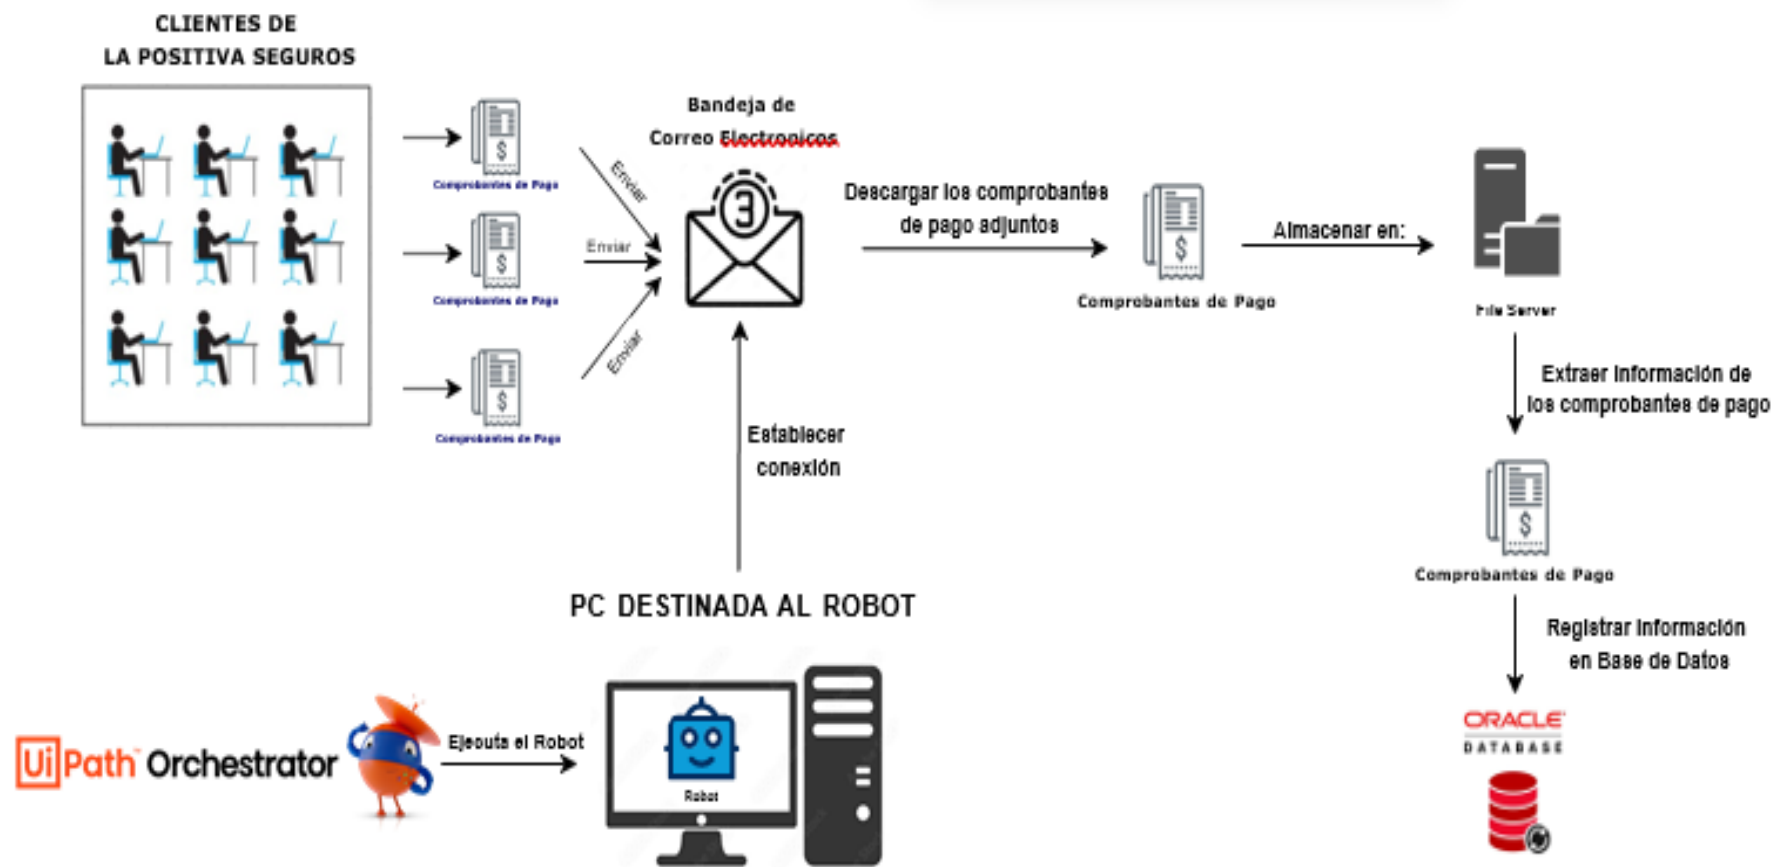 CLIENTES DE
LA POSITIVA SEGUROS
Comprobantes de Pago
Comprobantes de Pago
Comprobantes de Pago
Enviar
Enviar
Enviar
Bandeja de
Correo Electronicos
3
Descargar los comprobantes
de pago adjuntos
$
Comprobantes de Pago
Almacenar en:
File Server
Extraer información de
los comprobantes de pago
$
Comprobantes de Pago
Registrar información
en Base de Datos
ORACLE
DATABASE
Establecer
conexión
PC DESTINADA AL ROBOT
UiPath Orchestrator
Ejecuta el Robot
Robot